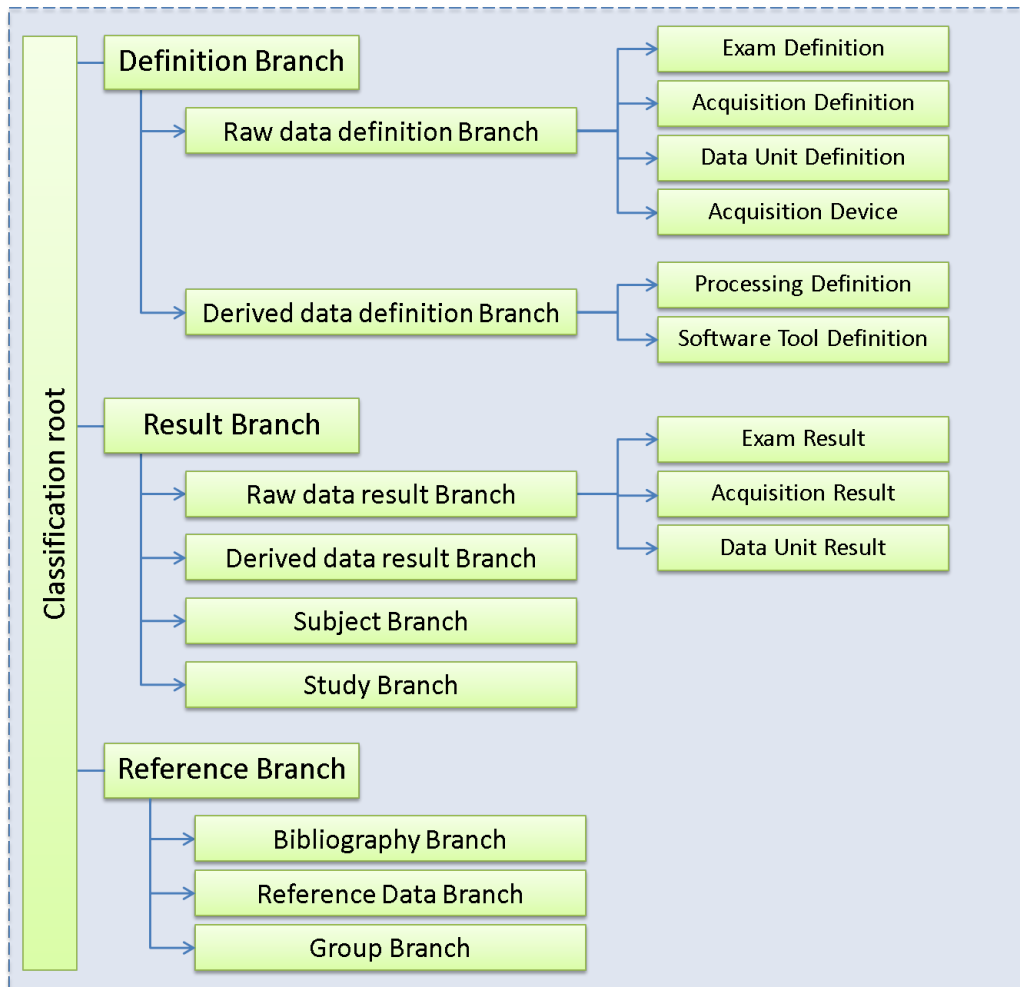 Classification root
Definition Branch
Raw data definition Branch
Exam Definition
Acquisition Definition
Data Unit Definition
Acquisition Device
Derived data definition Branch
Processing Definition
Software Tool Definition
Result Branch
Raw data result Branch
Exam Result
Acquisition Result
Data Unit Result
Derived data result Branch
Subject Branch
Study Branch
Reference Branch
Bibliography Branch
Reference Data Branch
Group Branch